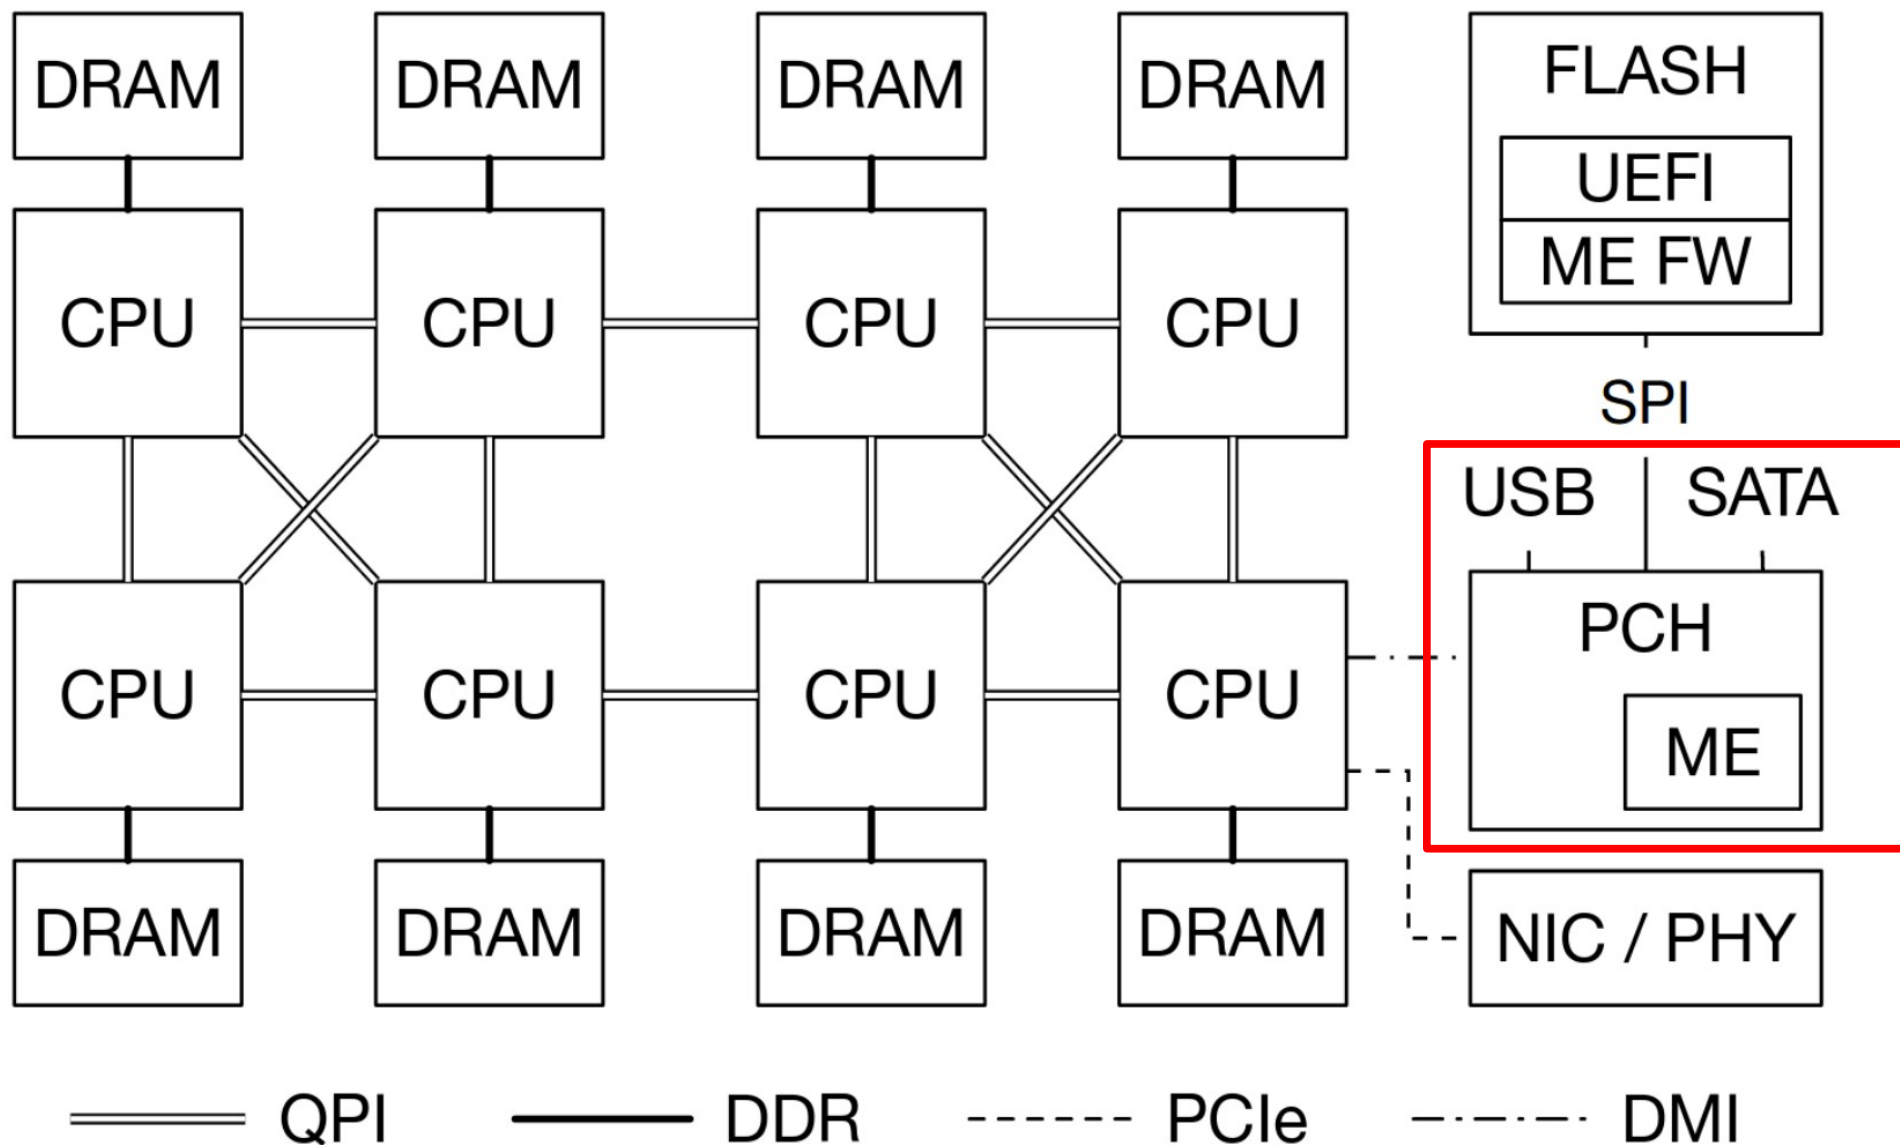 DRAM DRAM DRAM DRAM
FLASH
UEFI
ME FW
CPU CPU CPU CPU
SPI
USB SATA
PCH
CPU CPU CPU CPU
ME
DRAM DRAM DRAM DRAM
NIC / PHY
QPI DDR PCIe DMI